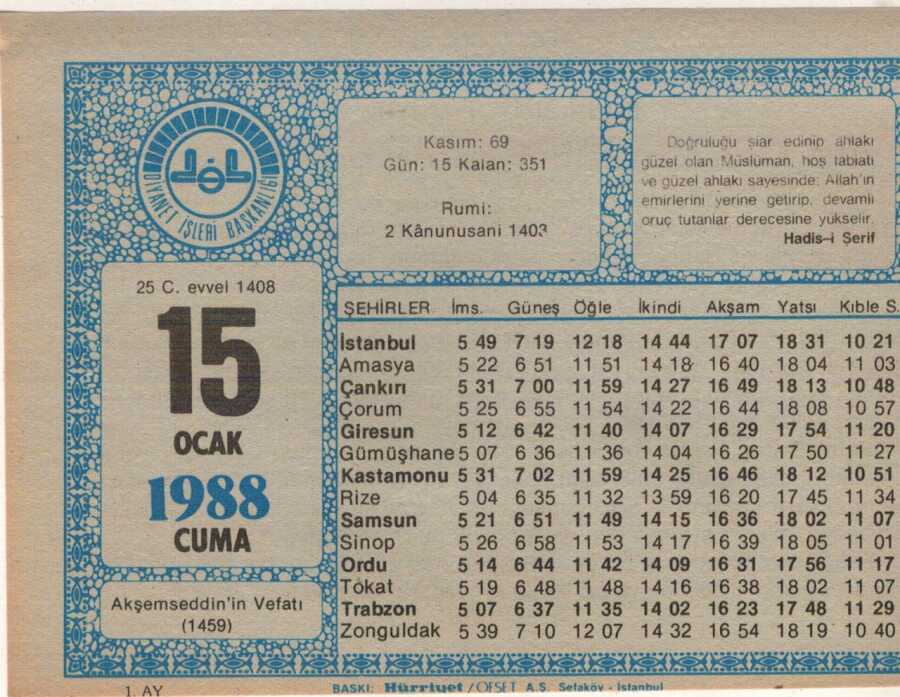 DİYANET İŞLERİ BAŞKANLIĞI
Kasım: 69
Gün: 15 Kalan: 351
Rumi:
2 Kânunusani 1403
Doğruluğu şiar edinip ahlakı
güzel olan Müslüman, hoş tabiatı
ve güzel ahlakı sayesinde; Allah'ın
emirlerini yerine getirip, devamlı
oruç tutanlar derecesine yükselir.
Hadis-i Şerif
25 C. evvel 1408
15
OCAK
1988
CUMA
Akşemseddin'in Vefatı
(1459)
ŞEHİRLER İms. Güneş Öğle İkindi Akşam Yatsı Kıble S.
İstanbul 5 49 7 19 12 18 14 44 17 07 18 31 10 21
Amasya 5 22 6 51 11 51 14 18 16 40 18 04 11 03
Çankırı 5 31 7 00 11 59 14 27 16 49 18 13 10 48
Çorum 5 25 6 55 11 54 14 22 16 44 18 08 10 57
Giresun 5 12 6 42 11 40 14 07 16 29 17 54 11 20
Gümüşhane 5 07 6 36 11 36 14 04 16 26 17 50 11 27
Kastamonu 5 31 7 02 11 59 14 25 16 46 18 12 10 51
Rize 5 04 6 35 11 32 13 59 16 20 17 45 11 34
Samsun 5 21 6 51 11 49 14 15 16 36 18 02 11 07
Sinop 5 26 6 58 11 53 14 17 16 39 18 05 11 01
Ordu 5 14 6 44 11 42 14 09 16 31 17 56 11 17
Tokat 5 19 6 48 11 48 14 16 16 38 18 02 11 07
Trabzon 5 07 6 37 11 35 14 02 16 23 17 48 11 29
Zonguldak 5 39 7 10 12 07 14 32 16 54 18 19 10 40
1. AY
BASKI: Hürriyet / OFSET A.Ş. Sefaköy - İstanbul